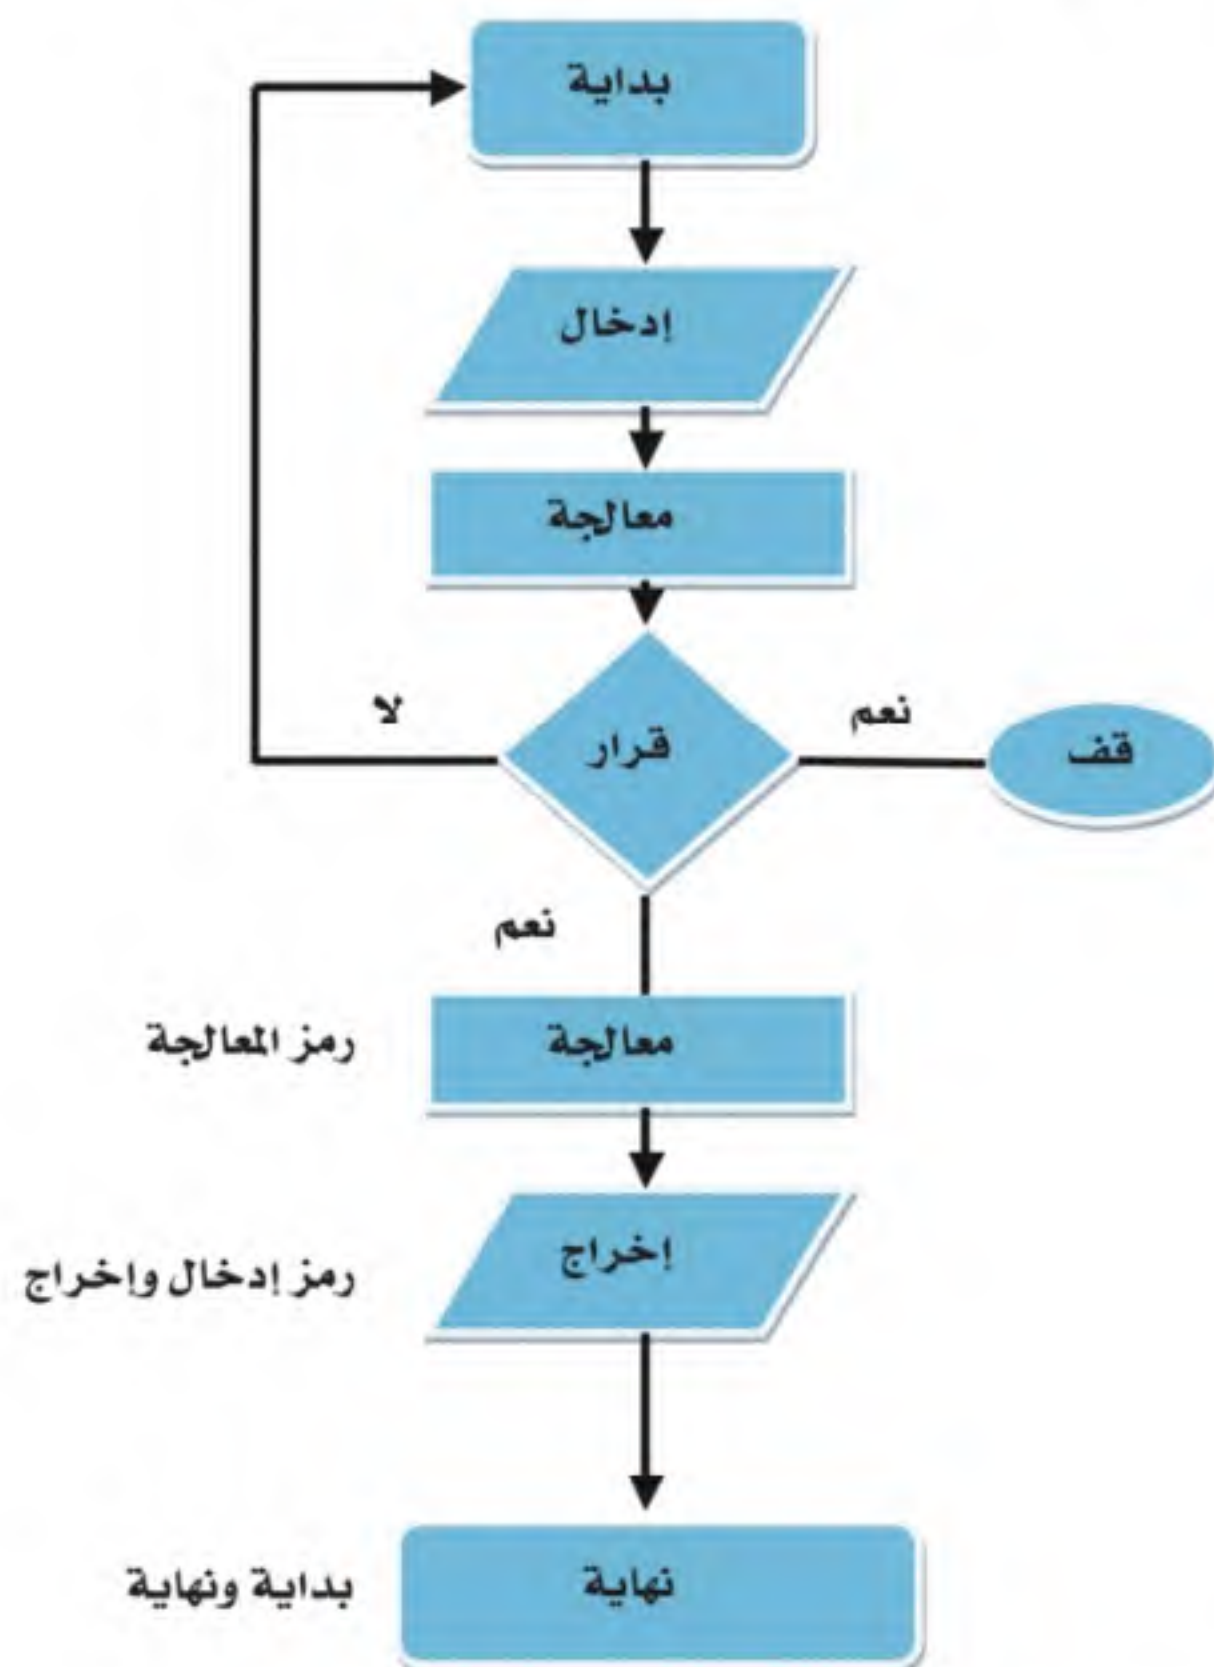 بداية
إدخال
معالجة
قرار
لا
نعم
قف
نعم
رمز المعالجة
معالجة
رمز إدخال وإخراج
إخراج
بداية ونهاية
نهاية